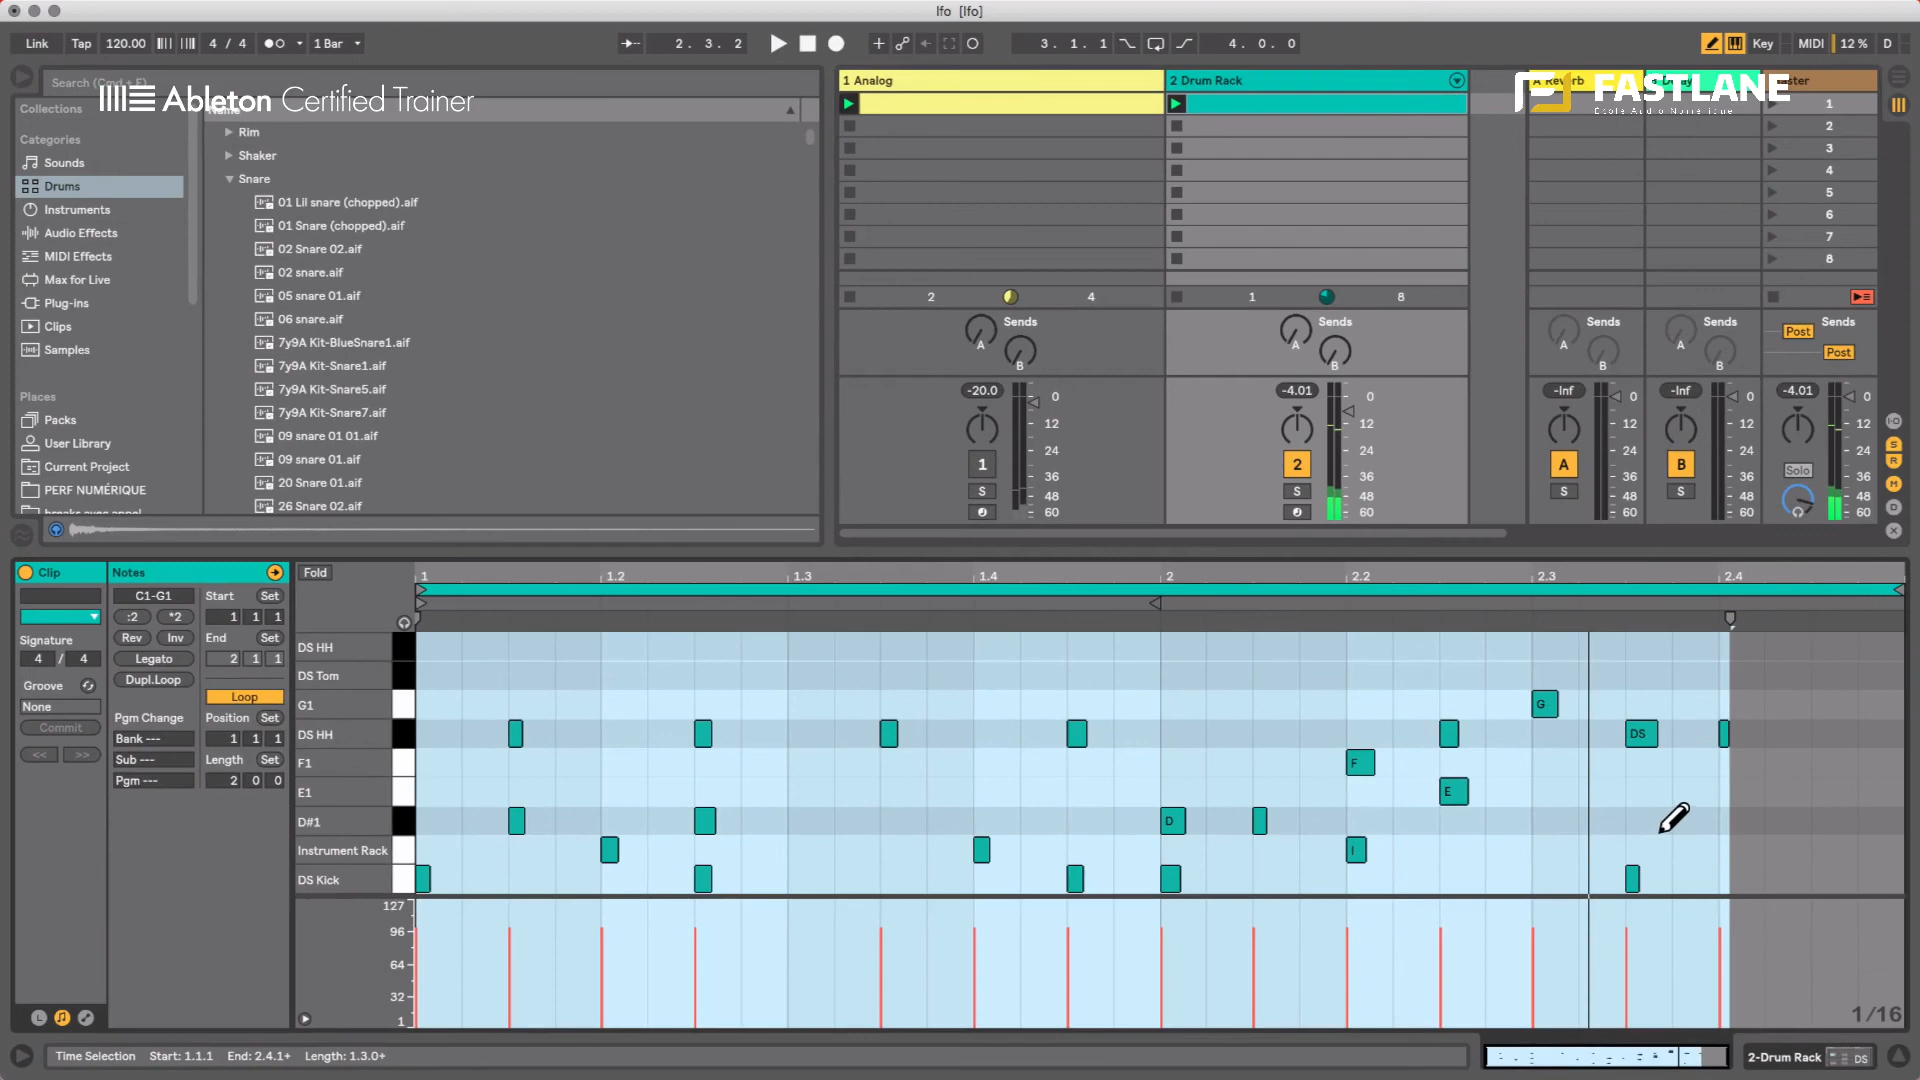 lfo [lfo]
Link Tap 120.00 4 / 4 1 Bar 2 . 3 . 2 3 . 1 . 1 4 . 0 . 0 Key MIDI 12 % D
Search (Cmd + F)
Ableton Certified Trainer
FASTLANE
École Audio Numérique
Collections
Categories
Sounds
Drums
Instruments
Audio Effects
MIDI Effects
Max for Live
Plug-ins
Clips
Samples
Places
Packs
User Library
Current Project
PERF NUMÉRIQUE
breaks avec appel
Name
Rim
Shaker
Snare
01 Lil snare (chopped).aif
01 Snare (chopped).aif
02 Snare 02.aif
02 snare.aif
05 snare 01.aif
06 snare.aif
7y9A Kit-BlueSnare1.aif
7y9A Kit-Snare1.aif
7y9A Kit-Snare5.aif
7y9A Kit-Snare7.aif
09 snare 01 01.aif
09 snare 01.aif
20 Snare 01.aif
26 Snare 02.aif
1 Analog 2 Drum Rack A Reverb
1
2
3
4
5
6
7
8
2 4 1 8
Sends Sends Sends Sends Sends
A A A A Post
B B B B Post
-20.0 0 -4.01 0 -Inf 0 -Inf 0 -4.01 0
12 12 12 12 12
24 24 24 24 24
1 2 A B Solo
36 36 36 36 36
S S S S
48 48 48 48 48
60 60 60 60 60
I·O
S
R
M
D
Clip Notes Fold 1 1.2 1.3 1.4 2 2.2 2.3 2.4
C1-G1 Start Set
:2 *2 1 1 1
Signature Rev Inv End Set
4 / 4 Legato 2 1 1
Groove Dupl.Loop
None Loop
Commit Pgm Change Position Set
<< >> Bank --- 1 1 1
Sub --- Length Set
Pgm --- 2 0 0
DS HH
DS Tom
G1 G
DS HH DS
F1 F
E1 E
D#1 D
Instrument Rack I
DS Kick
127
96
64
32
1
1/16
L
Time Selection Start: 1.1.1 End: 2.4.1+ Length: 1.3.0+ 2-Drum Rack DS